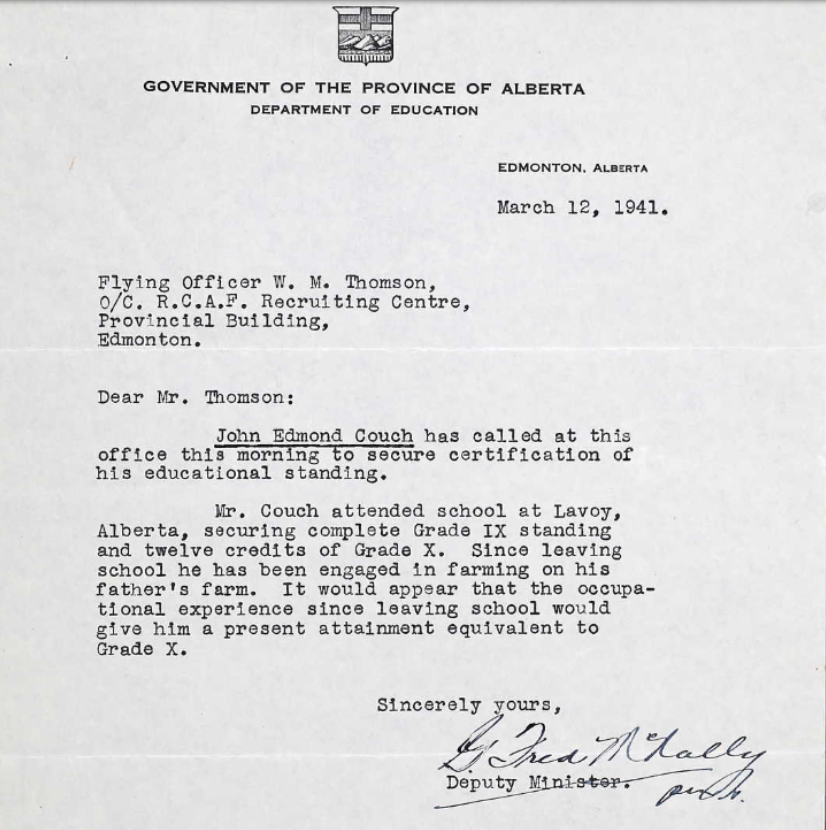 GOVERNMENT OF THE PROVINCE OF ALBERTA
DEPARTMENT OF EDUCATION
EDMONTON, ALBERTA
March 12, 1941.
Flying Officer W. M. Thomson,
O/C. R.C.A.F. Recruiting Centre,
Provincial Building,
Edmonton.
Dear Mr. Thomson:
John Edmond Couch has called at this
office this morning to secure certification of
his educational standing.
Mr. Couch attended school at Lavoy,
Alberta, securing complete Grade IX standing
and twelve credits of Grade X. Since leaving
school he has been engaged in farming on his
father's farm. It would appear that the occupa-
tional experience since leaving school would
give him a present attainment equivalent to
Grade X.
Sincerely yours,
G Fred McNally
Deputy Minister.